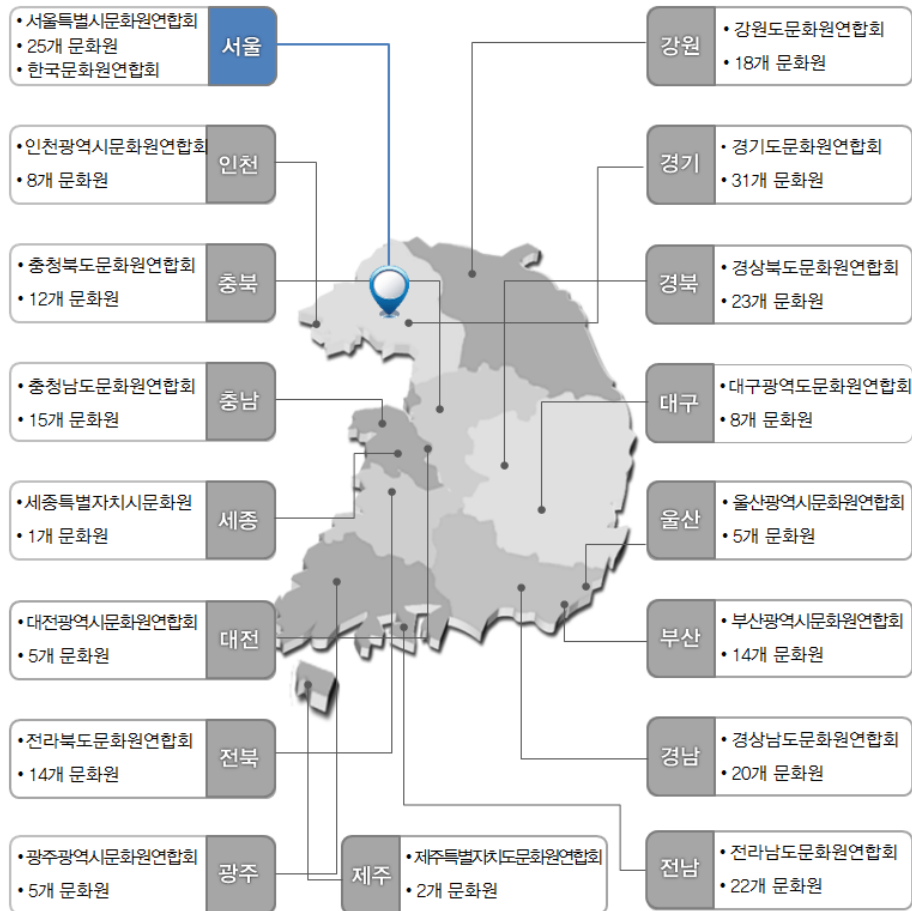 • 서울특별시문화원연합회
• 25개 문화원
• 한국문화원연합회
서울
• 강원도문화원연합회
• 18개 문화원
강원
• 인천광역시문화원연합회
• 8개 문화원
인천
• 경기도문화원연합회
• 31개 문화원
경기
• 충청북도문화원연합회
• 12개 문화원
충북
• 경상북도문화원연합회
• 23개 문화원
경북
• 충청남도문화원연합회
• 15개 문화원
충남
• 대구광역도문화원연합회
• 8개 문화원
대구
• 세종특별자치시문화원
• 1개 문화원
세종
• 울산광역시문화원연합회
• 5개 문화원
울산
• 대전광역시문화원연합회
• 5개 문화원
대전
• 부산광역시문화원연합회
• 14개 문화원
부산
• 전라북도문화원연합회
• 14개 문화원
전북
• 경상남도문화원연합회
• 20개 문화원
경남
• 광주광역시문화원연합회
• 5개 문화원
광주
• 제주특별자치도문화원연합회
• 2개 문화원
제주
• 전라남도문화원연합회
• 22개 문화원
전남